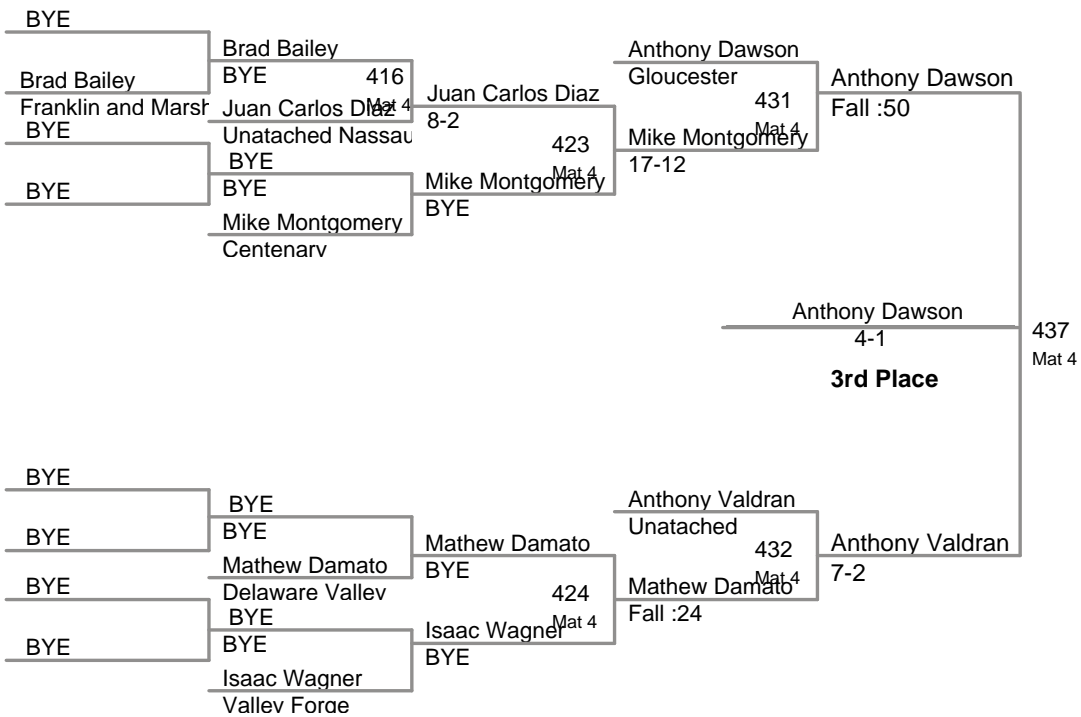 BYE
Brad Bailey
Franklin and Marsh
BYE
BYE
Brad Bailey
BYE
416
Mat 4
Juan Carlos Diaz
Unatached Nassau
BYE
BYE
Mike Montgomery
Centenary
Juan Carlos Diaz
8-2
423
Mat 4
Mike Montgomery
BYE
Anthony Dawson
Gloucester
431
Mat 4
Mike Montgomery
17-12
Anthony Dawson
Fall :50
Anthony Dawson
4-1
3rd Place
437
Mat 4
BYE
BYE
BYE
BYE
BYE
BYE
Mathew Damato
Delaware Valley
BYE
BYE
Isaac Wagner
Valley Forge
Mathew Damato
BYE
424
Mat 4
Isaac Wagner
BYE
Anthony Valdran
Unatached
432
Mat 4
Mathew Damato
Fall :24
Anthony Valdran
7-2